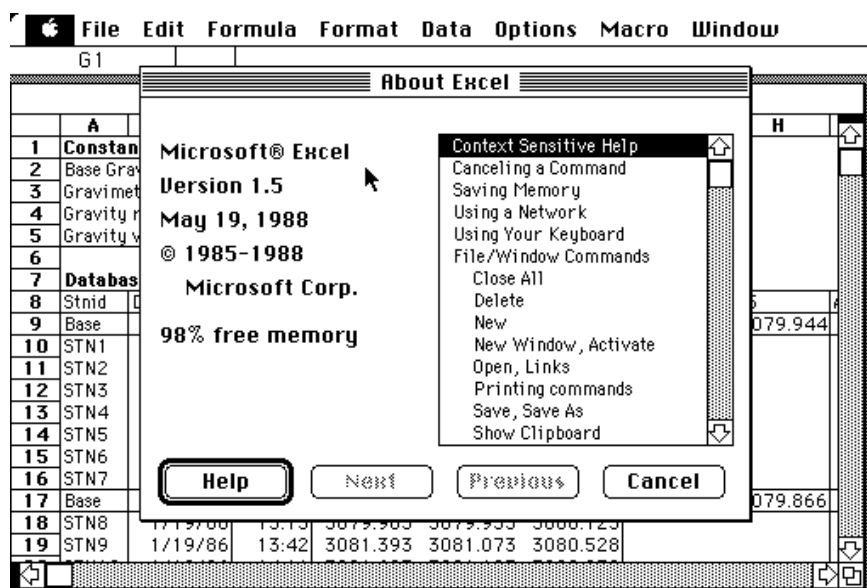 File Edit Formula Format Data Options Macro Window
G1
About Excel
A H
1 Constan
2 Base Grav
3 Gravimet
4 Gravity r
5 Gravity v
6
7 Databas
8 Stnid
9 Base 079.944
10 STN1
11 STN2
12 STN3
13 STN4
14 STN5
15 STN6
16 STN7
17 Base 079.866
18 STN8
19 STN9 1/19/86 13:42 3081.393 3081.073 3080.528
Microsoft® Excel
Version 1.5
May 19, 1988
© 1985-1988
Microsoft Corp.
98% free memory
Context Sensitive Help
Canceling a Command
Saving Memory
Using a Network
Using Your Keyboard
File/Window Commands
Close All
Delete
New
New Window, Activate
Open, Links
Printing commands
Save, Save As
Show Clipboard
Help Next Previous Cancel